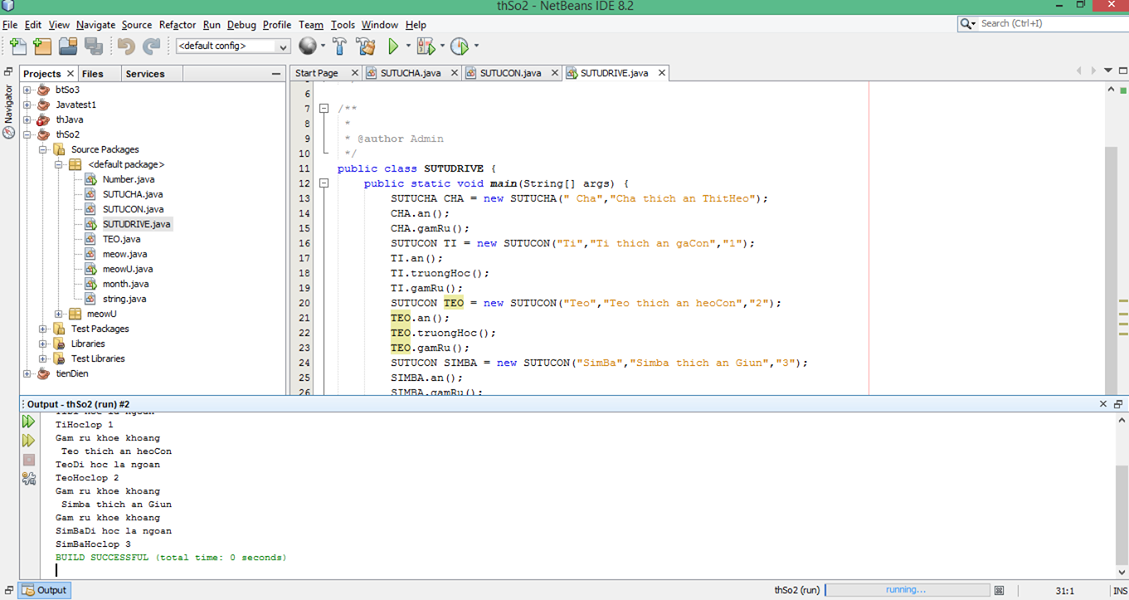 thSo2 - NetBeans IDE 8.2
File Edit View Navigate Source Refactor Run Debug Profile Team Tools Window Help
Search (Ctrl+I)
<default config>
Projects Files Services
Start Page SUTUCHA.java SUTUCON.java SUTUDRIVE.java
Navigator
btSo3
Javatest1
thJava
thSo2
Source Packages
<default package>
Number.java
SUTUCHA.java
SUTUCON.java
SUTUDRIVE.java
TEO.java
meow.java
meowU.java
month.java
string.java
meowU
Test Packages
Libraries
Test Libraries
tienDien
6
7 /**
8 *
9 * @author Admin
10 */
11 public class SUTUDRIVE {
12 public static void main(String[] args) {
13 SUTUCHA CHA = new SUTUCHA(" Cha","Cha thich an ThitHeo");
14 CHA.an();
15 CHA.gamRu();
16 SUTUCON TI = new SUTUCON("Ti","Ti thich an gaCon","1");
17 TI.an();
18 TI.truongHoc();
19 TI.gamRu();
20 SUTUCON TEO = new SUTUCON("Teo","Teo thich an heoCon","2");
21 TEO.an();
22 TEO.truongHoc();
23 TEO.gamRu();
24 SUTUCON SIMBA = new SUTUCON("SimBa","Simba thich an Giun","3");
25 SIMBA.an();
26 SIMBA.gamRu();
Output - thSo2 (run) #2
TiDi hoc la ngoan
TiHoclop 1
Gam ru khoe khoang
Teo thich an heoCon
TeoDi hoc la ngoan
TeoHoclop 2
Gam ru khoe khoang
Simba thich an Giun
Gam ru khoe khoang
SimBaDi hoc la ngoan
SimBaHoclop 3
BUILD SUCCESSFUL (total time: 0 seconds)
Output
thSo2 (run) running... 31:1 INS